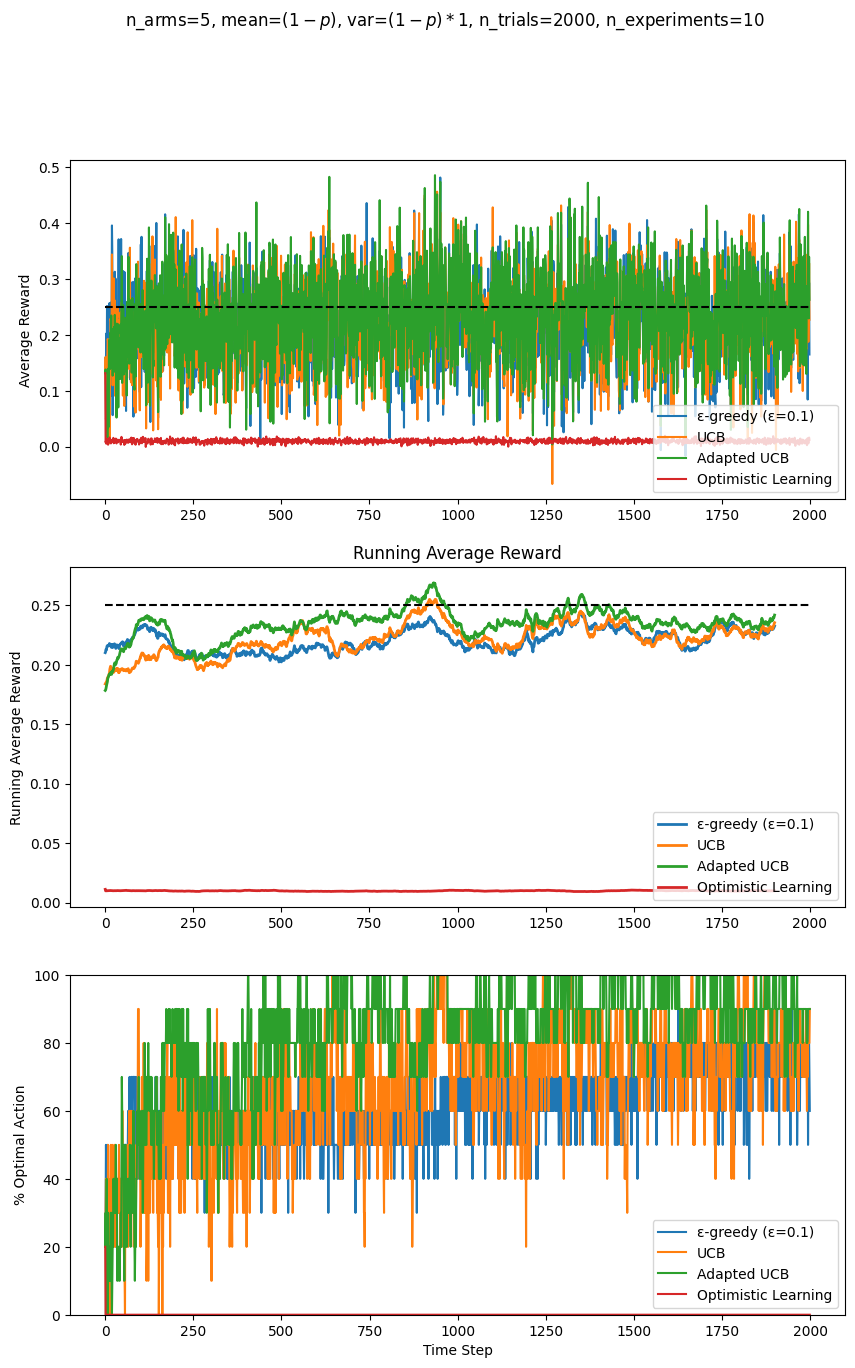 n_arms=5, mean=(1 − p), var=(1 − p) * 1, n_trials=2000, n_experiments=10
0.5
0.4
0.3
0.2
0.1
0.0
Average Reward
ε-greedy (ε=0.1)
UCB
Adapted UCB
Optimistic Learning
0
250
500
750
1000
1250
1500
1750
2000
Running Average Reward
0.25
0.20
0.15
0.10
0.05
0.00
Running Average Reward
ε-greedy (ε=0.1)
UCB
Adapted UCB
Optimistic Learning
0
250
500
750
1000
1250
1500
1750
2000
100
80
60
40
20
0
% Optimal Action
ε-greedy (ε=0.1)
UCB
Adapted UCB
Optimistic Learning
0
250
500
750
1000
1250
1500
1750
2000
Time Step